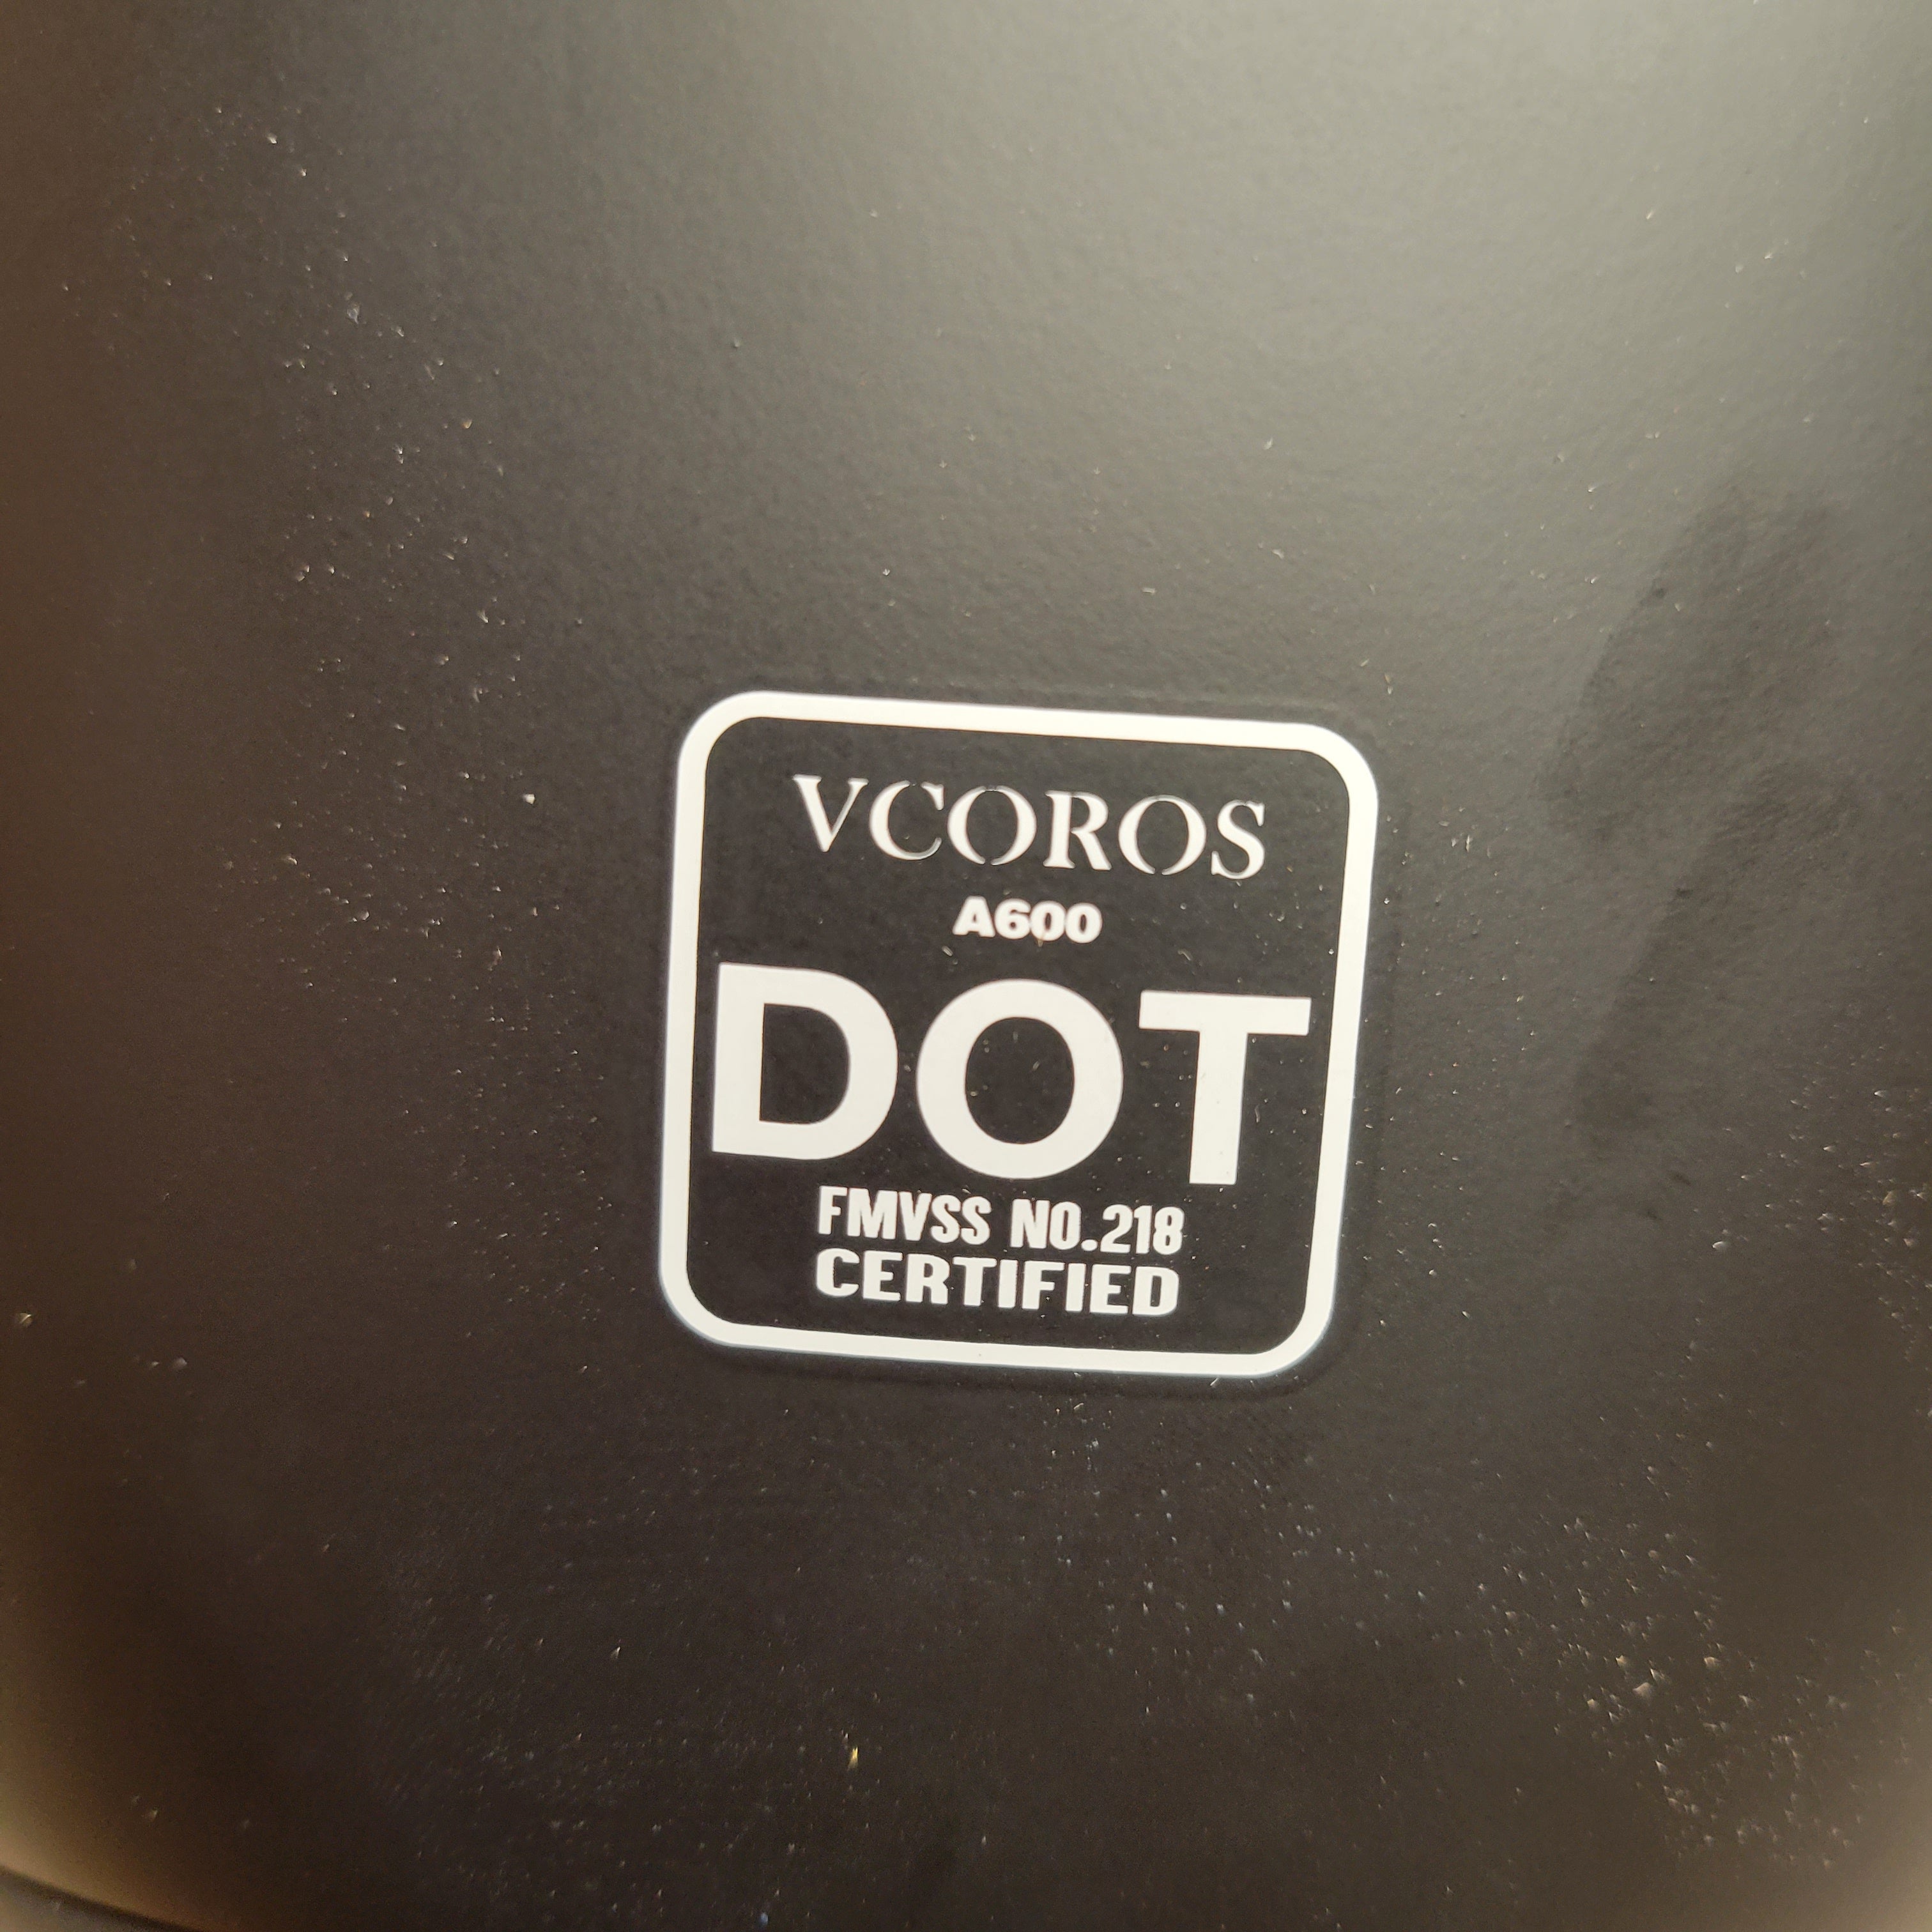 VCOROS
A600
DOT
FMVSS NO.218
CERTIFIED